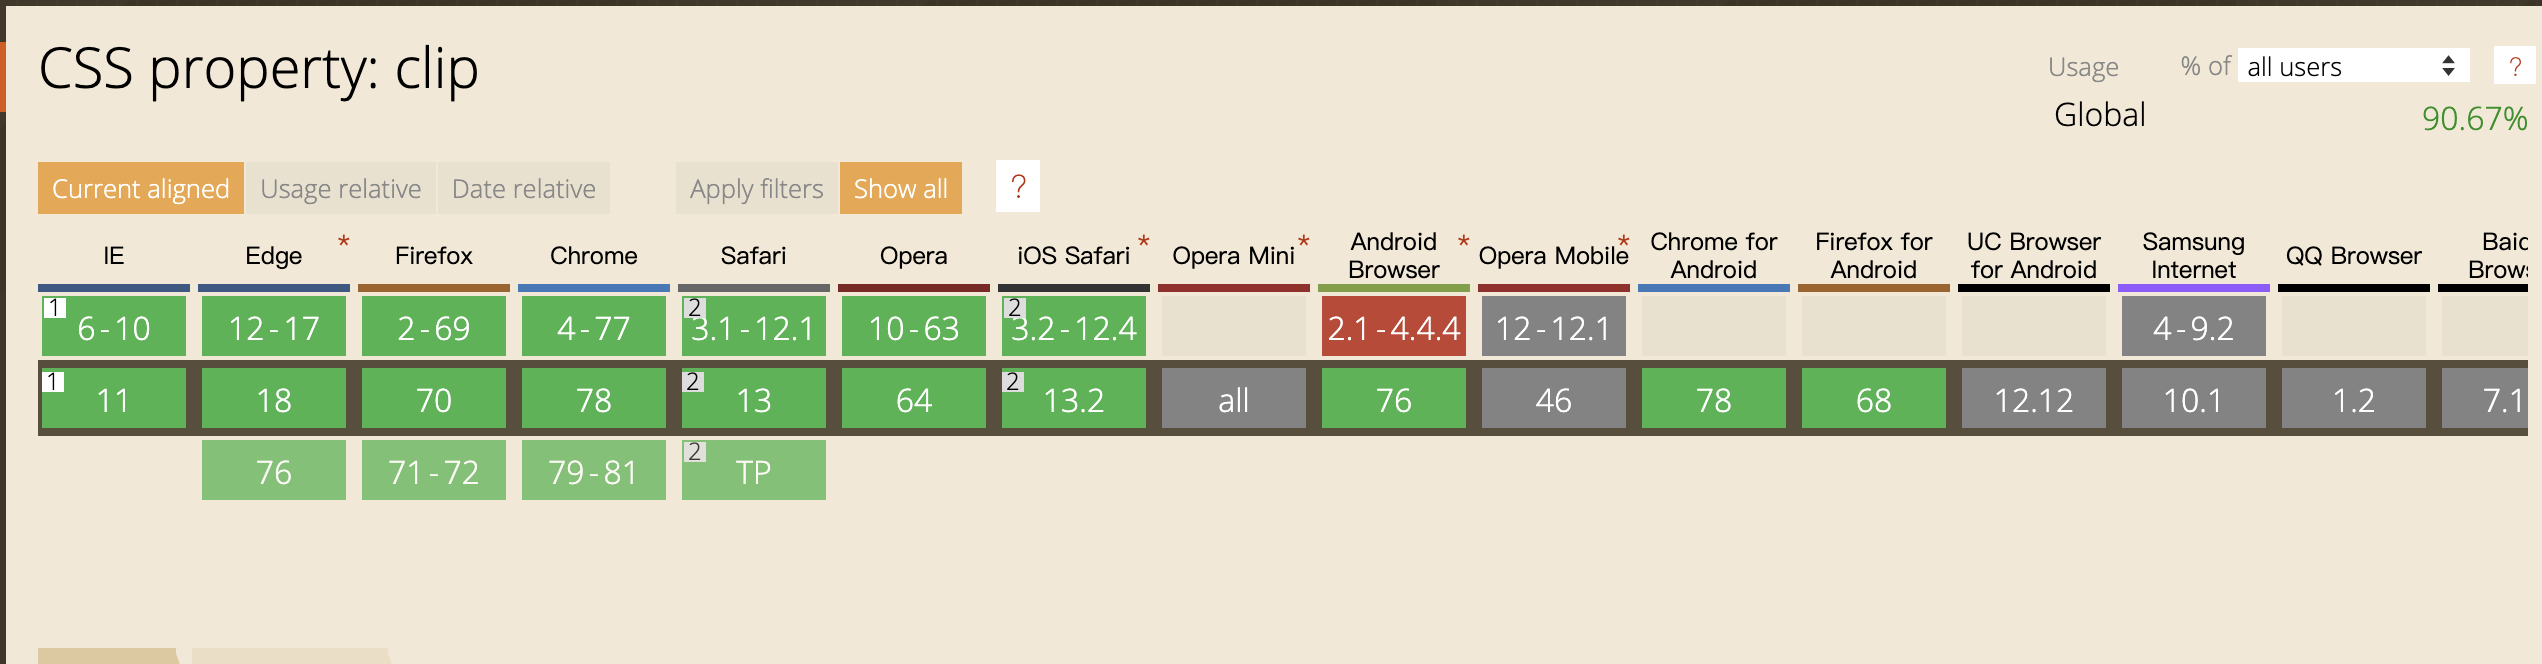 CSS property: clip
Usage % of all users ?
Global 90.67%
Current aligned Usage relative Date relative Apply filters Show all ?
IE Edge * Firefox Chrome Safari Opera iOS Safari * Opera Mini * Android Browser * Opera Mobile * Chrome for Android Firefox for Android UC Browser for Android Samsung Internet QQ Browser Baid Brows
1 6-10 12-17 2-69 4-77 2 3.1-12.1 10-63 2 3.2-12.4 2.1-4.4.4 12-12.1 4-9.2
1 11 18 70 78 2 13 64 2 13.2 all 76 46 78 68 12.12 10.1 1.2 7.1
76 71-72 79-81 2 TP